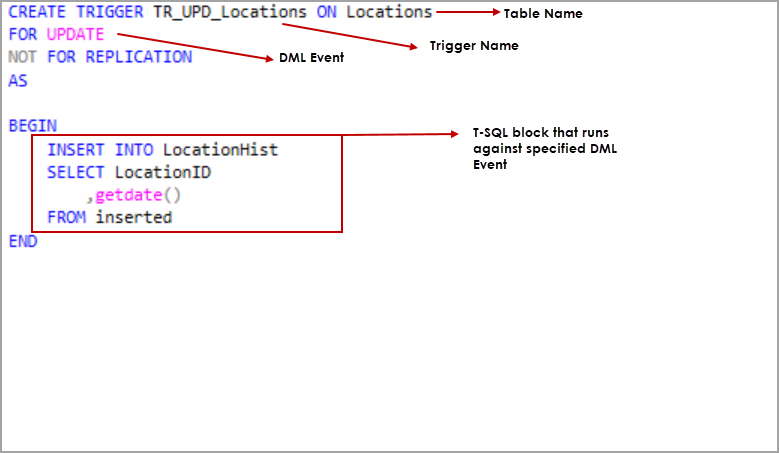 CREATE TRIGGER TR_UPD_Locations ON Locations
Table Name
FOR UPDATE
Trigger Name
NOT FOR REPLICATION
DML Event
AS
BEGIN
INSERT INTO LocationHist
SELECT LocationID
,getdate()
FROM inserted
END
T-SQL block that runs
against specified DML
Event